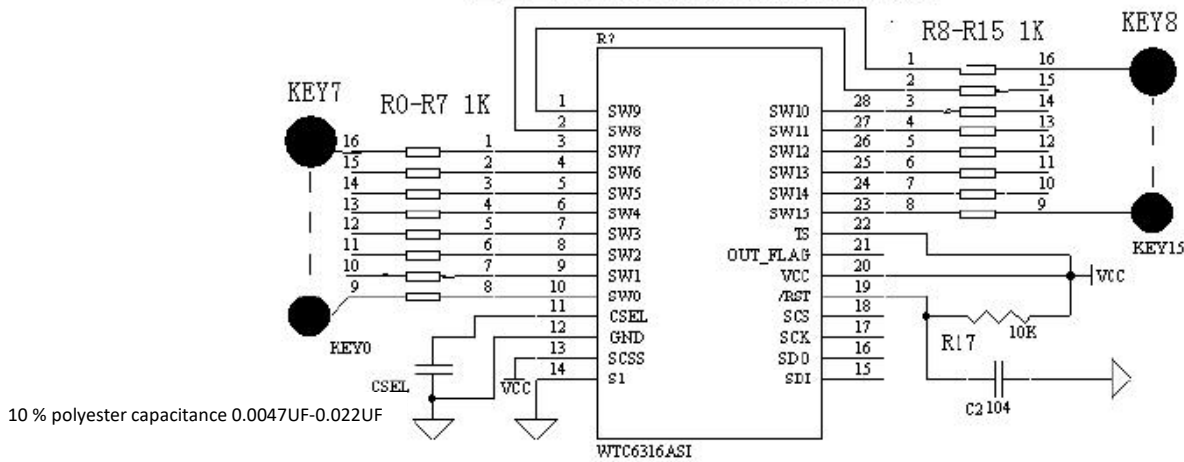 R?
R8-R15 1K
KEY8
KEY7
R0-R7 1K
1 16
2 15
3 14
4 13
5 12
6 11
7 10
8 9
KEY15
16 1
15 2
14 3
13 4
12 5
11 6
10 7
9 8
KEY0
1 SW9
2 SW8
3 SW7
4 SW6
5 SW5
6 SW4
7 SW3
8 SW2
9 SW1
10 SW0
11 CSEL
12 GND
13 SCSS
14 S1
SW10 28
SW11 27
SW12 26
SW13 25
SW14 24
SW15 23
TS 22
OUT_FLAG 21
VCC 20
/RST 19
SCS 18
SCK 17
SDO 16
SDI 15
VCC
R17 10K
C2 104
CSEL
VCC
10 % polyester capacitance 0.0047UF-0.022UF
WTC6316ASI